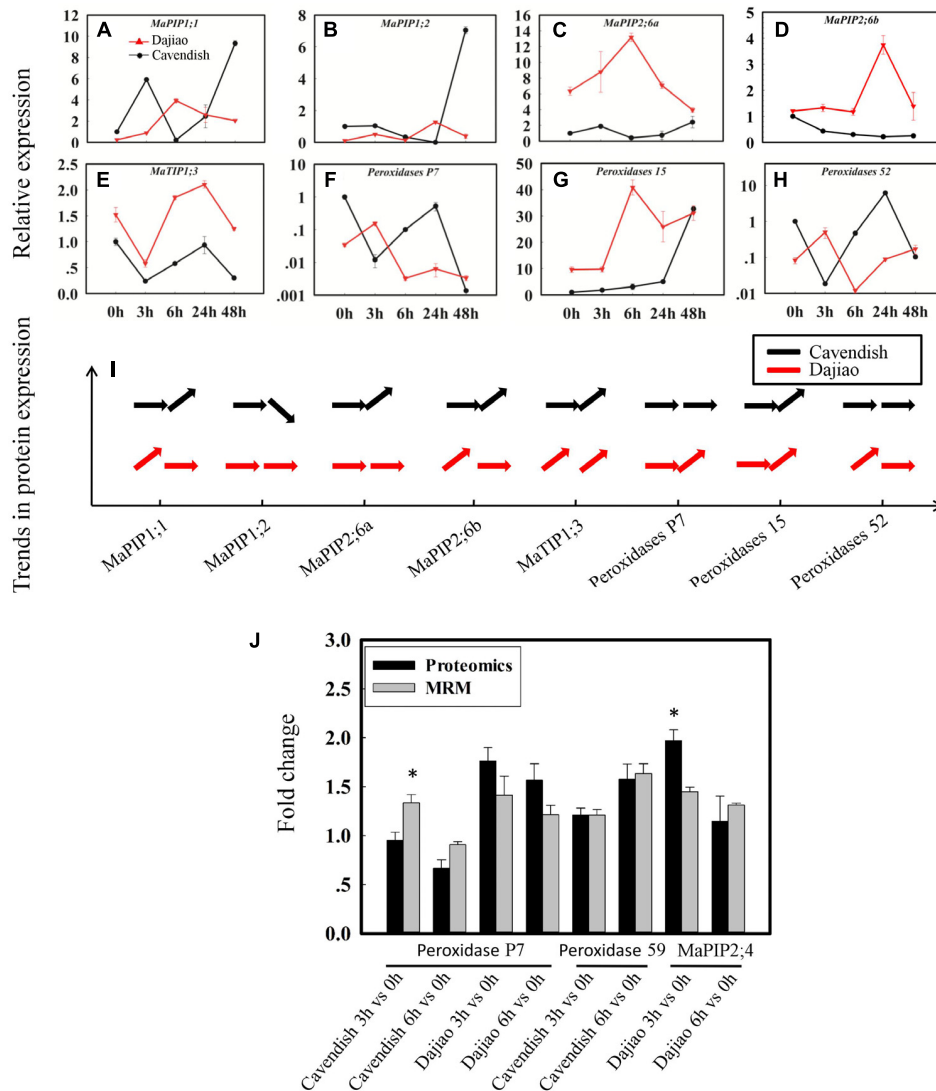 Relative expression
A
MaPIP1;1
Dajiao
Cavendish
12
10
8
6
4
2
0
B
MaPIP1;2
8
6
4
2
0
C
MaPIP2;6a
16
14
12
10
8
6
4
2
0
D
MaPIP2;6b
5
4
3
2
1
0
E
MaTIP1;3
2.5
2.0
1.5
1.0
.5
0.0
0h 3h 6h 24h 48h
F
Peroxidases P7
1
.1
.01
.001
0h 3h 6h 24h 48h
G
Peroxidases 15
50
40
30
20
10
0
0h 3h 6h 24h 48h
H
Peroxidases 52
10
1
.1
.01
0h 3h 6h 24h 48h
Trends in protein expression
I
Cavendish
Dajiao
MaPIP1;1
MaPIP1;2
MaPIP2;6a
MaPIP2;6b
MaTIP1;3
Peroxidases P7
Peroxidases 15
Peroxidases 52
J
Fold change
3.0
2.5
2.0
1.5
1.0
.5
0.0
Proteomics
MRM
*
*
Peroxidase P7
Peroxidase 59
MaPIP2;4
Cavendish 3h vs 0h
Cavendish 6h vs 0h
Dajiao 3h vs 0h
Dajiao 6h vs 0h
Cavendish 3h vs 0h
Cavendish 6h vs 0h
Dajiao 3h vs 0h
Dajiao 6h vs 0h